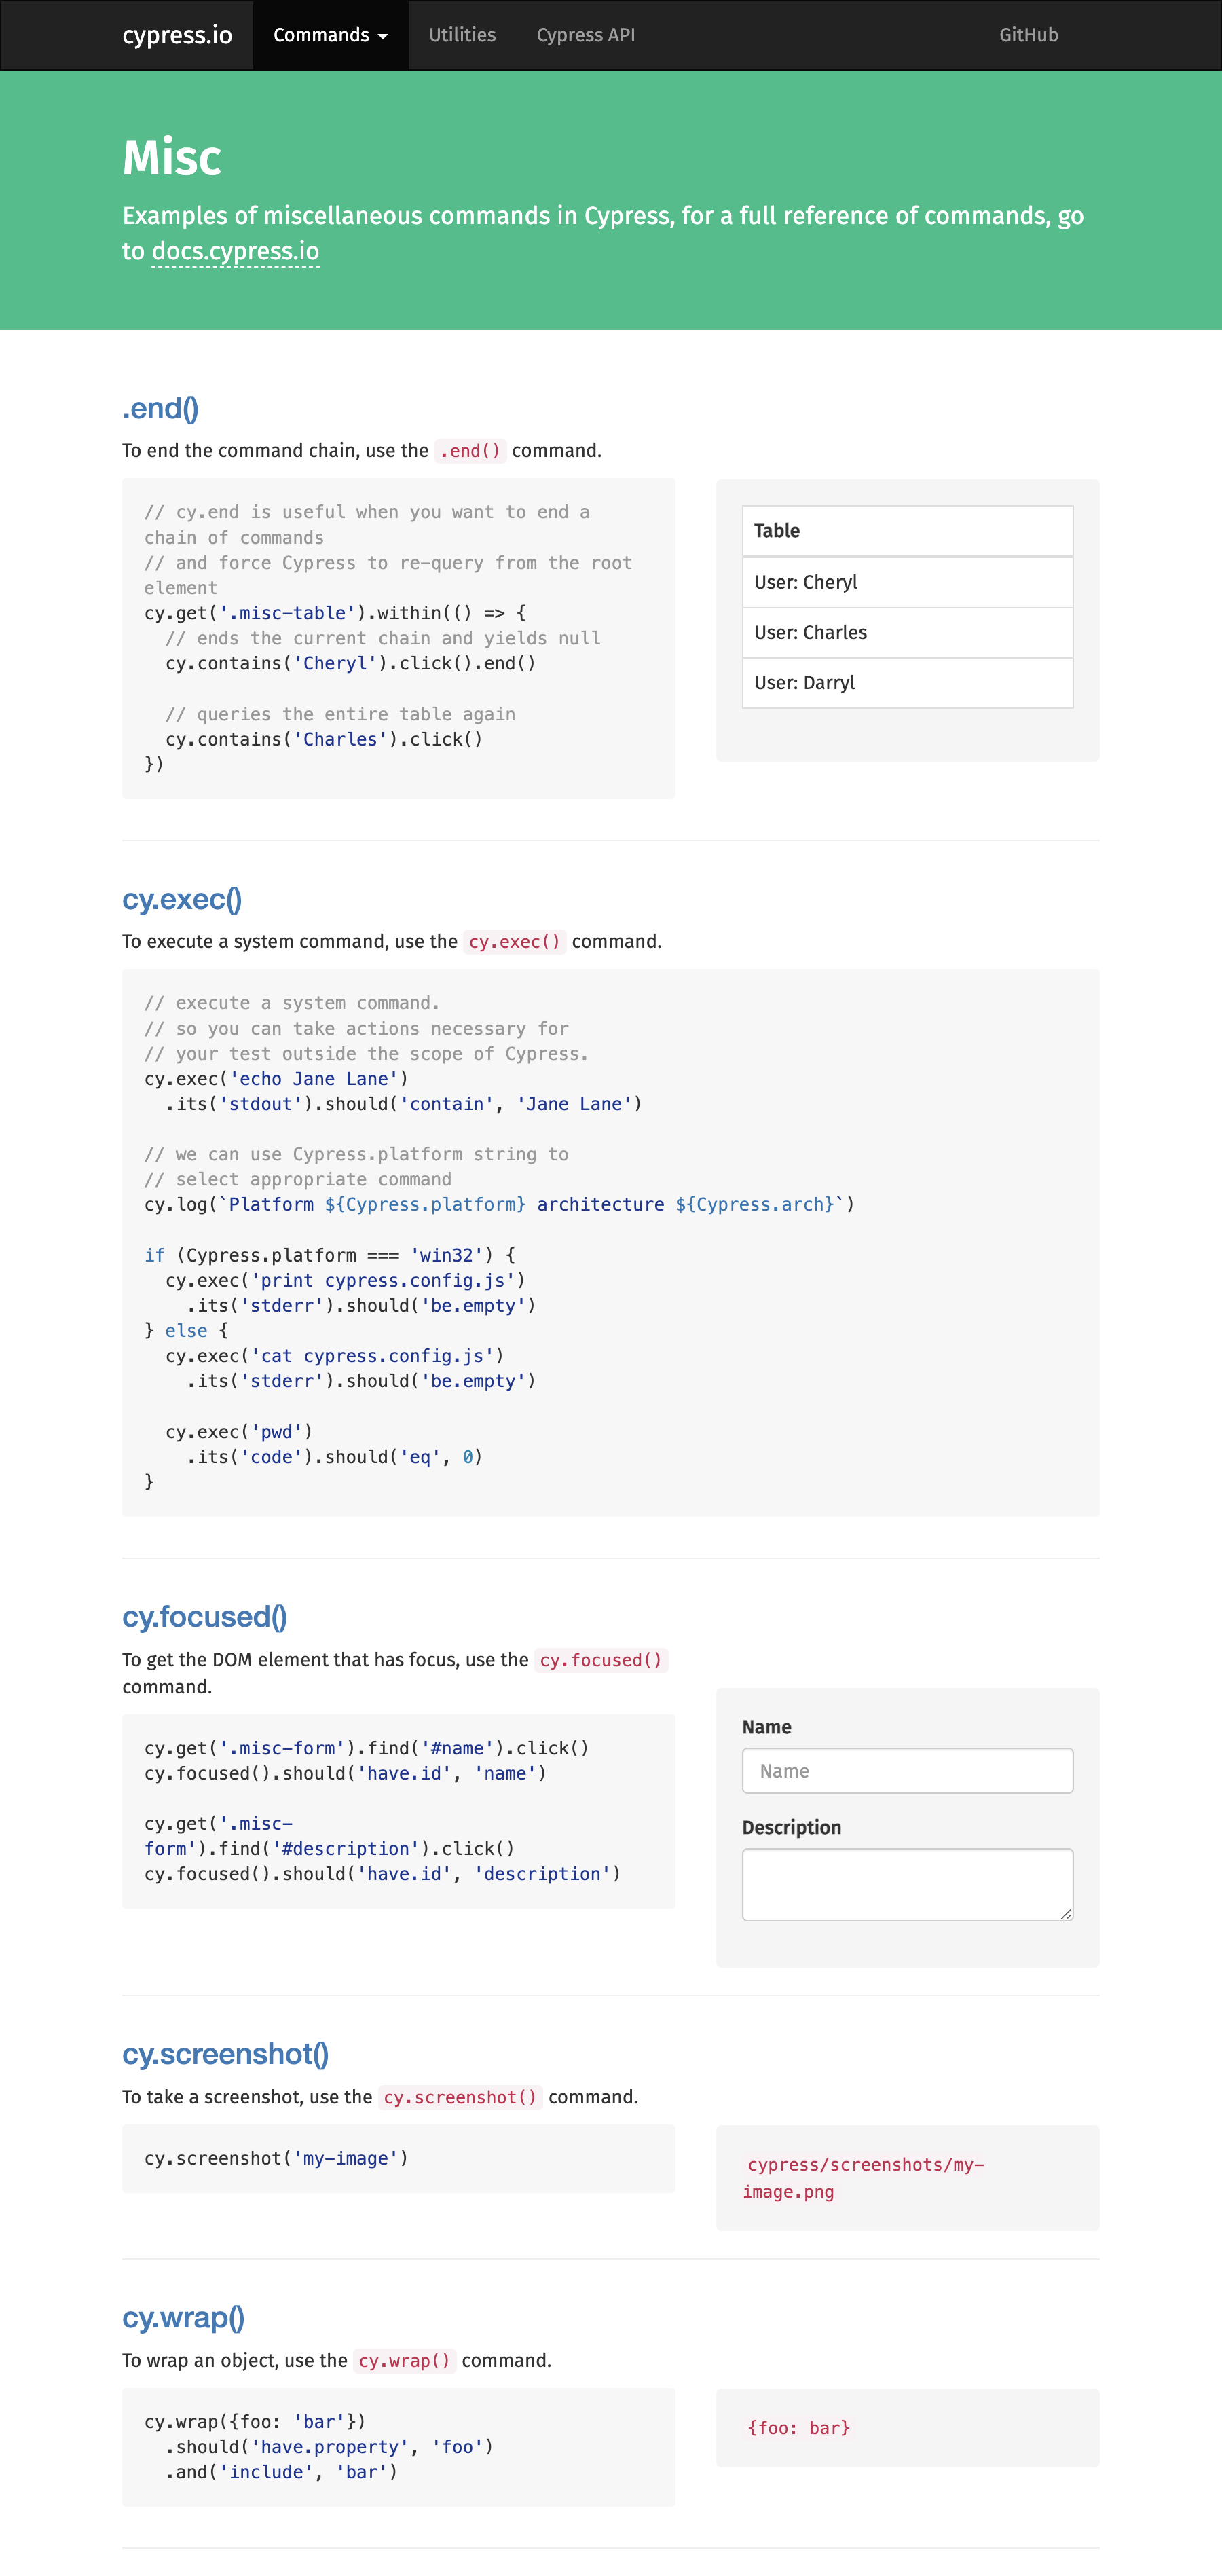 cypress.io Commands Utilities Cypress API GitHub
Misc
Examples of miscellaneous commands in Cypress, for a full reference of commands, go
to docs.cypress.io
.end()
To end the command chain, use the .end() command.
// cy.end is useful when you want to end a
chain of commands
// and force Cypress to re-query from the root
element
cy.get('.misc-table').within(() => {
  // ends the current chain and yields null
  cy.contains('Cheryl').click().end()

  // queries the entire table again
  cy.contains('Charles').click()
})
Table
User: Cheryl
User: Charles
User: Darryl
cy.exec()
To execute a system command, use the cy.exec() command.
// execute a system command.
// so you can take actions necessary for
// your test outside the scope of Cypress.
cy.exec('echo Jane Lane')
  .its('stdout').should('contain', 'Jane Lane')

// we can use Cypress.platform string to
// select appropriate command
cy.log(`Platform ${Cypress.platform} architecture ${Cypress.arch}`)

if (Cypress.platform === 'win32') {
  cy.exec('print cypress.config.js')
    .its('stderr').should('be.empty')
} else {
  cy.exec('cat cypress.config.js')
    .its('stderr').should('be.empty')

  cy.exec('pwd')
    .its('code').should('eq', 0)
}
cy.focused()
To get the DOM element that has focus, use the cy.focused()
command.
cy.get('.misc-form').find('#name').click()
cy.focused().should('have.id', 'name')

cy.get('.misc-
form').find('#description').click()
cy.focused().should('have.id', 'description')
Name
Name
Description
cy.screenshot()
To take a screenshot, use the cy.screenshot() command.
cy.screenshot('my-image')
cypress/screenshots/my-
image.png
cy.wrap()
To wrap an object, use the cy.wrap() command.
cy.wrap({foo: 'bar'})
  .should('have.property', 'foo')
  .and('include', 'bar')
{foo: bar}